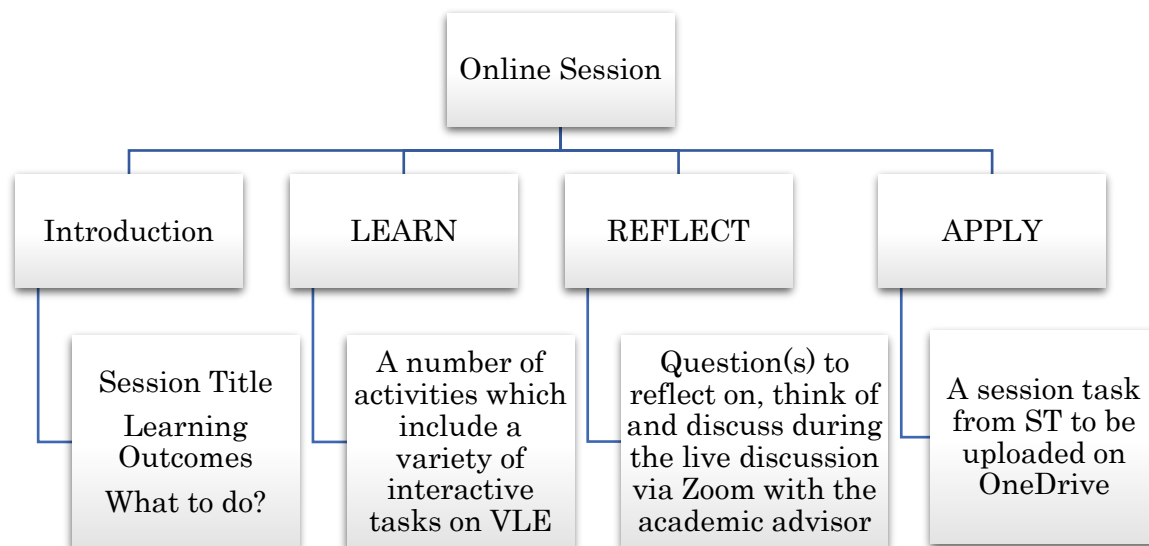 Online Session
Introduction
LEARN
REFLECT
APPLY
Session Title
Learning
Outcomes
What to do?
A number of
activities which
include a
variety of
interactive
tasks on VLE
Question(s) to
reflect on, think of
and discuss during
the live discussion
via Zoom with the
academic advisor
A session task
from ST to be
uploaded on
OneDrive